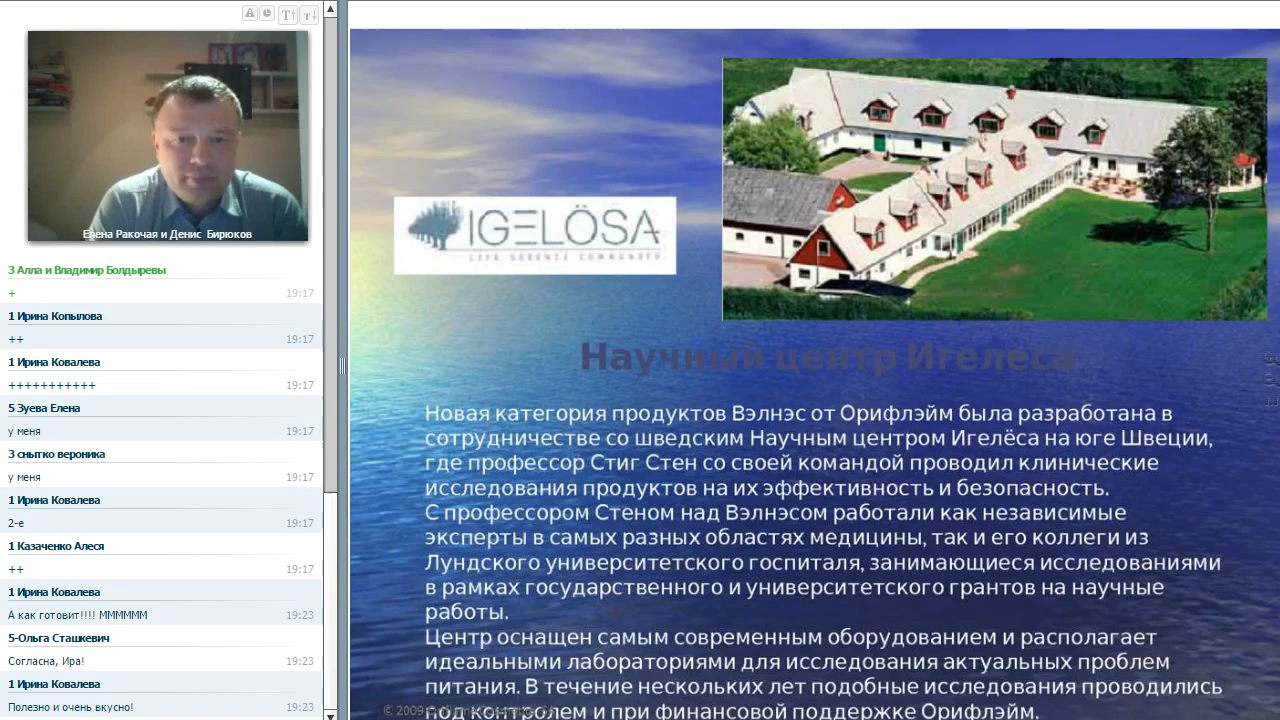 Елена Ракочая и Денис Бирюков
3 Алла и Владимир Болдыревы
+
19:17
1 Ирина Копылова
++
19:17
1 Ирина Ковалева
+++++++++++
19:17
5 Зуева Елена
у меня
19:17
3 снытко вероника
у меня
19:17
1 Ирина Ковалева
2-е
19:17
1 Казаченко Алеся
++
19:17
1 Ирина Ковалева
А как готовит!!!! ММММММ
19:23
5-Ольга Сташкевич
Согласна, Ира!
19:23
1 Ирина Ковалева
Полезно и очень вкусно!
19:23
IGELÖSA
LIFE SCIENCE COMMUNITY
Научный центр Игелёса
Новая категория продуктов Вэлнэс от Орифлэйм была разработана в
сотрудничестве со шведским Научным центром Игелёса на юге Швеции,
где профессор Стиг Стен со своей командой проводил клинические
исследования продуктов на их эффективность и безопасность.
С профессором Стеном над Вэлнэсом работали как независимые
эксперты в самых разных областях медицины, так и его коллеги из
Лундского университетского госпиталя, занимающиеся исследованиями
в рамках государственного и университетского грантов на научные
работы.
Центр оснащен самым современным оборудованием и располагает
идеальными лабораториями для исследования актуальных проблем
питания. В течение нескольких лет подобные исследования проводились
под контролем и при финансовой поддержке Орифлэйм.
© 2009